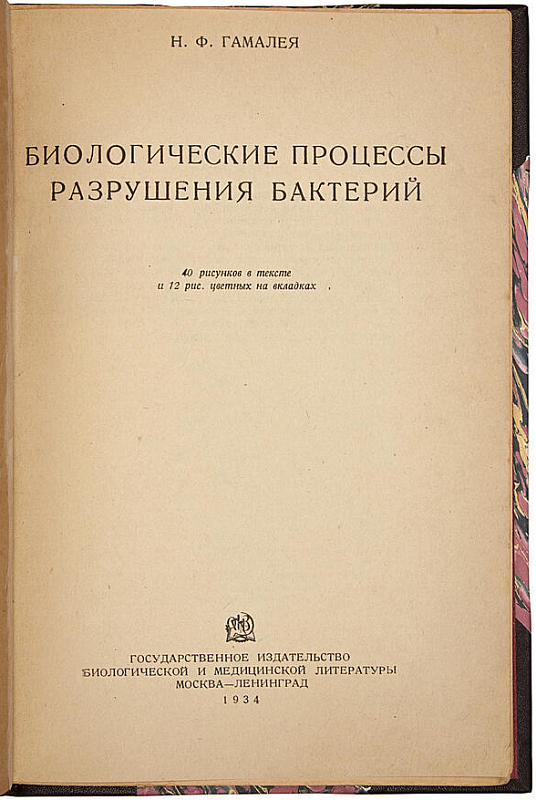 Н. Ф. ГАМАЛЕЯ
БИОЛОГИЧЕСКИЕ ПРОЦЕССЫ
РАЗРУШЕНИЯ БАКТЕРИЙ
40 рисунков в тексте
и 12 рис. цветных на вкладках
ГОСУДАРСТВЕННОЕ ИЗДАТЕЛЬСТВО
БИОЛОГИЧЕСКОЙ И МЕДИЦИНСКОЙ ЛИТЕРАТУРЫ
МОСКВА—ЛЕНИНГРАД
1934